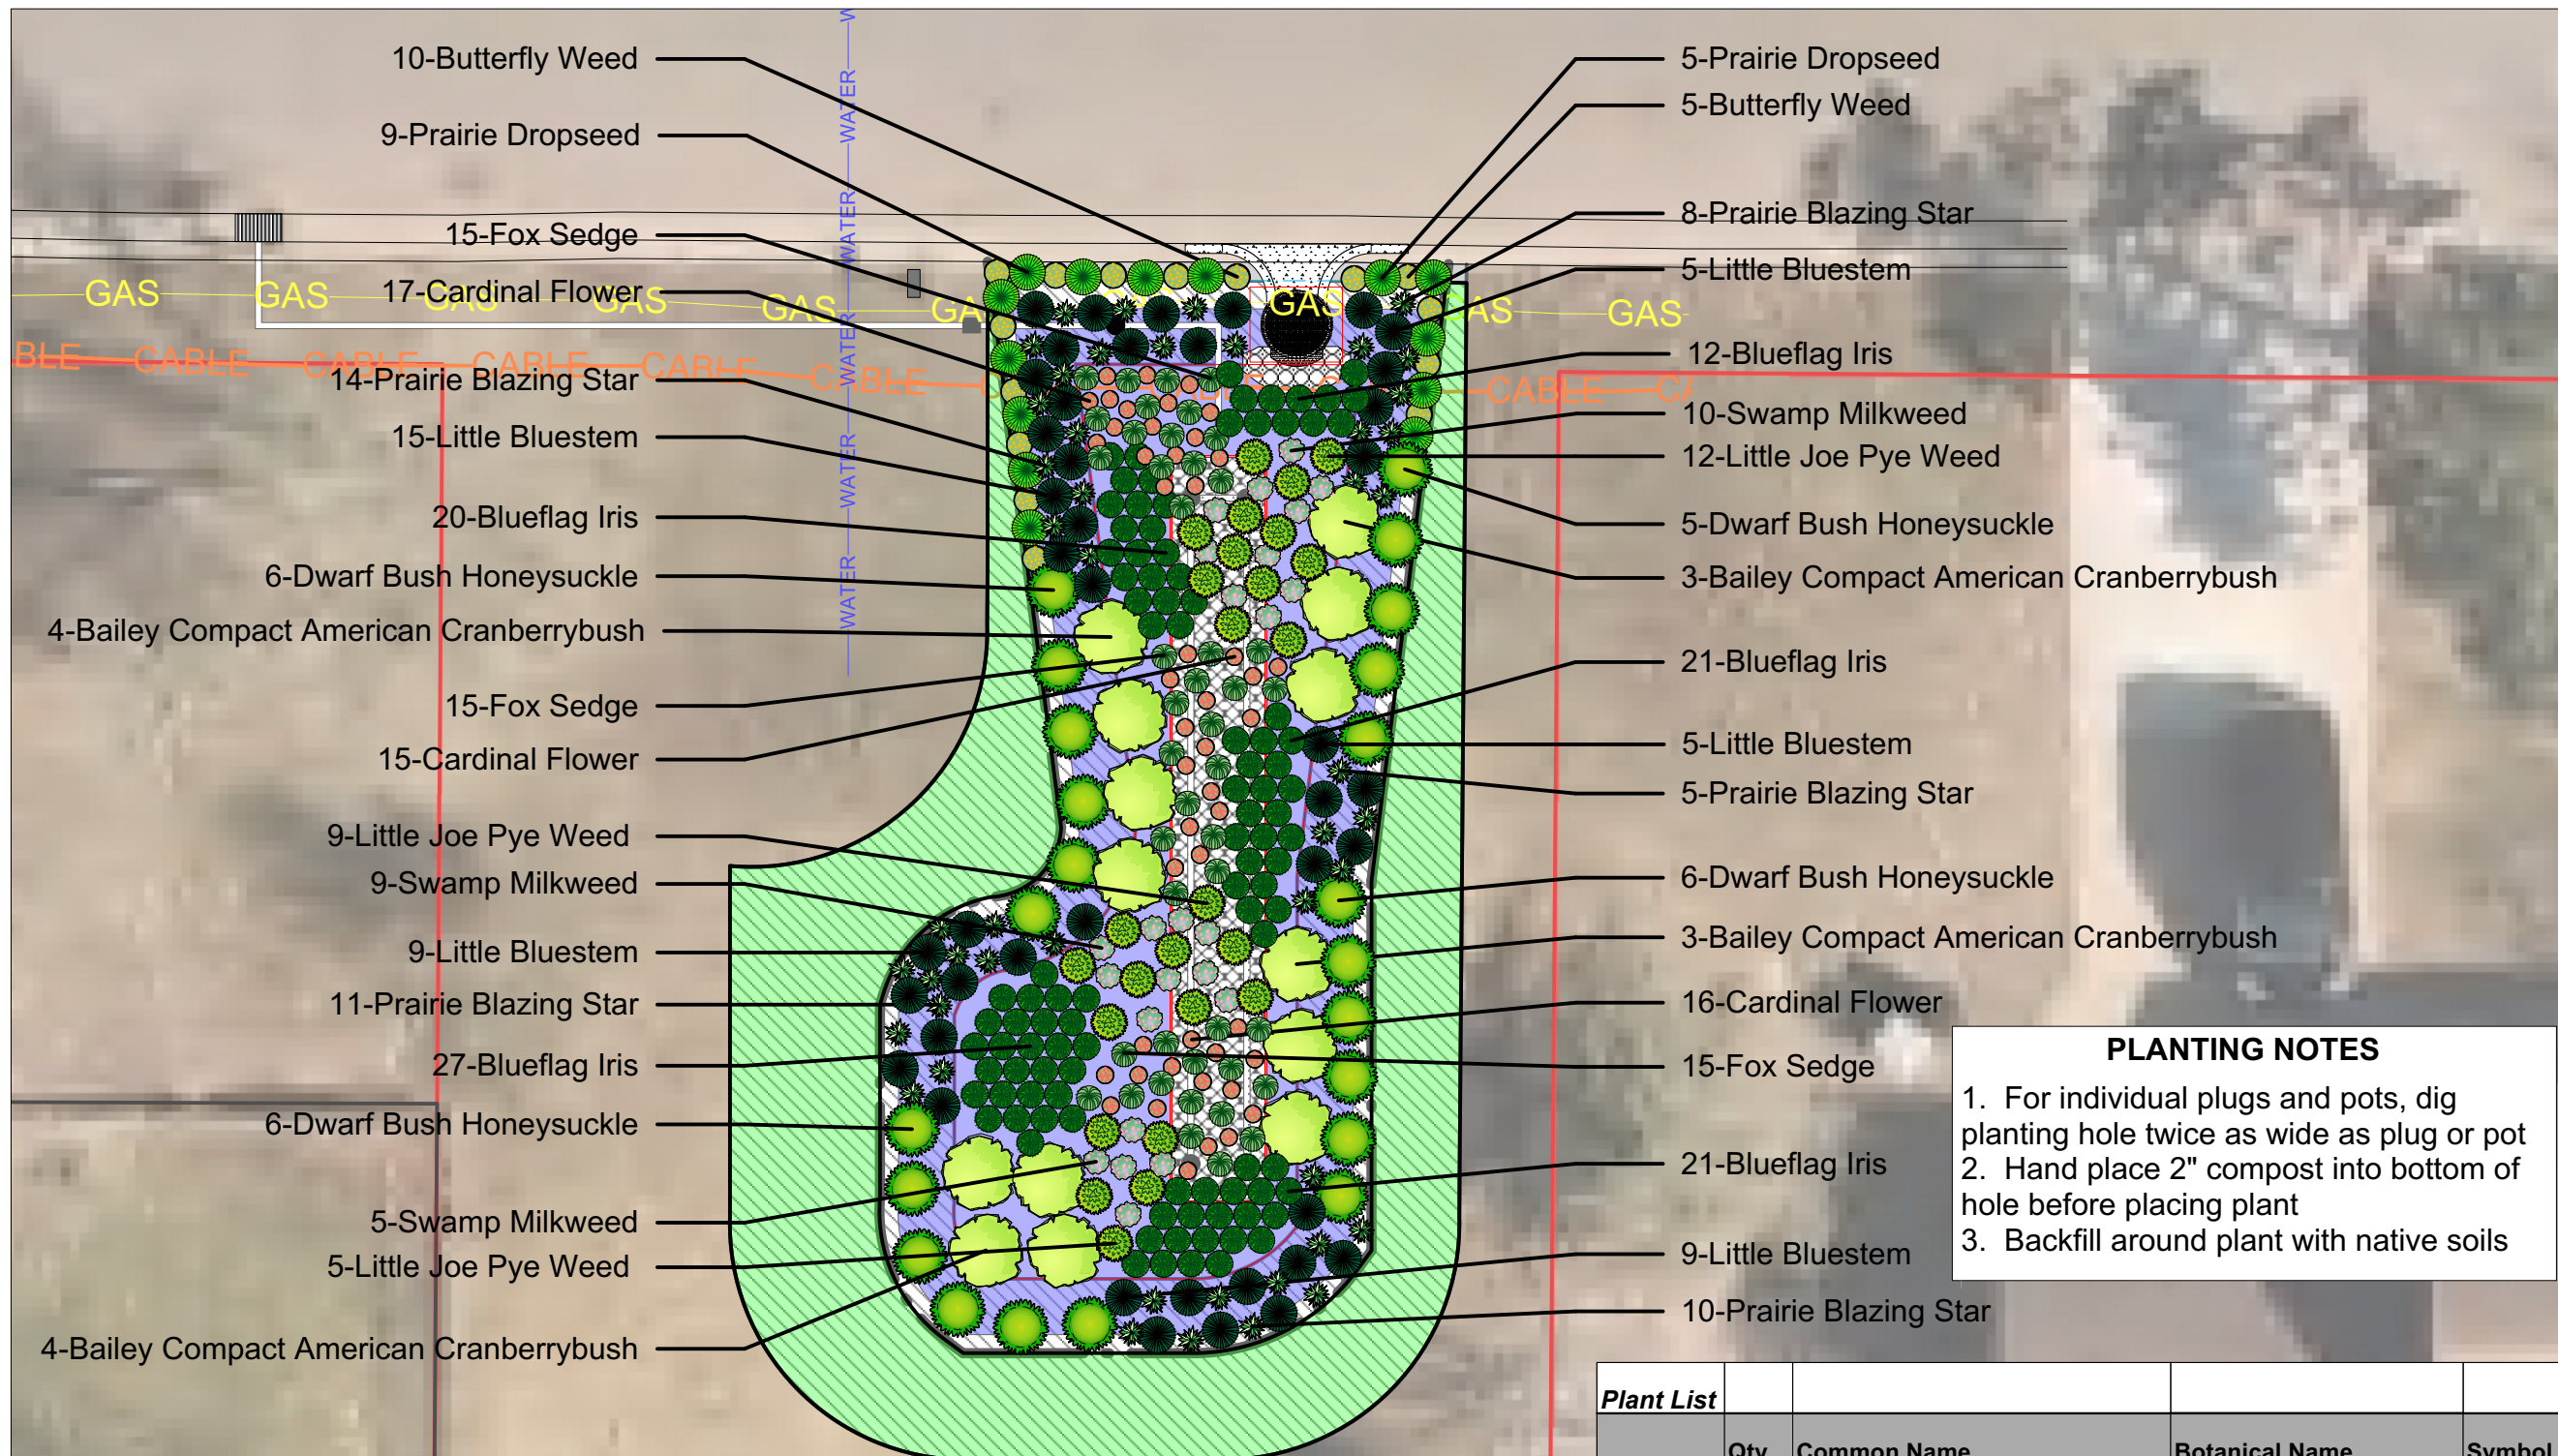 10-Butterfly Weed
9-Prairie Dropseed
15-Fox Sedge
17-Cardinal Flower
14-Prairie Blazing Star
15-Little Bluestem
20-Blueflag Iris
6-Dwarf Bush Honeysuckle
4-Bailey Compact American Cranberrybush
15-Fox Sedge
15-Cardinal Flower
9-Little Joe Pye Weed
9-Swamp Milkweed
9-Little Bluestem
11-Prairie Blazing Star
27-Blueflag Iris
6-Dwarf Bush Honeysuckle
5-Swamp Milkweed
5-Little Joe Pye Weed
4-Bailey Compact American Cranberrybush
WATER WATER WATER WATER WATER
GAS GAS GAS GAS GAS GA GAS AS GAS
BLE CABLE CABLE CABLE CABLE CABLE CABLE
5-Prairie Dropseed
5-Butterfly Weed
8-Prairie Blazing Star
5-Little Bluestem
12-Blueflag Iris
10-Swamp Milkweed
12-Little Joe Pye Weed
5-Dwarf Bush Honeysuckle
3-Bailey Compact American Cranberrybush
21-Blueflag Iris
5-Little Bluestem
5-Prairie Blazing Star
6-Dwarf Bush Honeysuckle
3-Bailey Compact American Cranberrybush
16-Cardinal Flower
15-Fox Sedge
21-Blueflag Iris
9-Little Bluestem
10-Prairie Blazing Star
PLANTING NOTES
1. For individual plugs and pots, dig
planting hole twice as wide as plug or pot
2. Hand place 2" compost into bottom of
hole before placing plant
3. Backfill around plant with native soils
Plant List
Qty Common Name Botanical Name Symbol